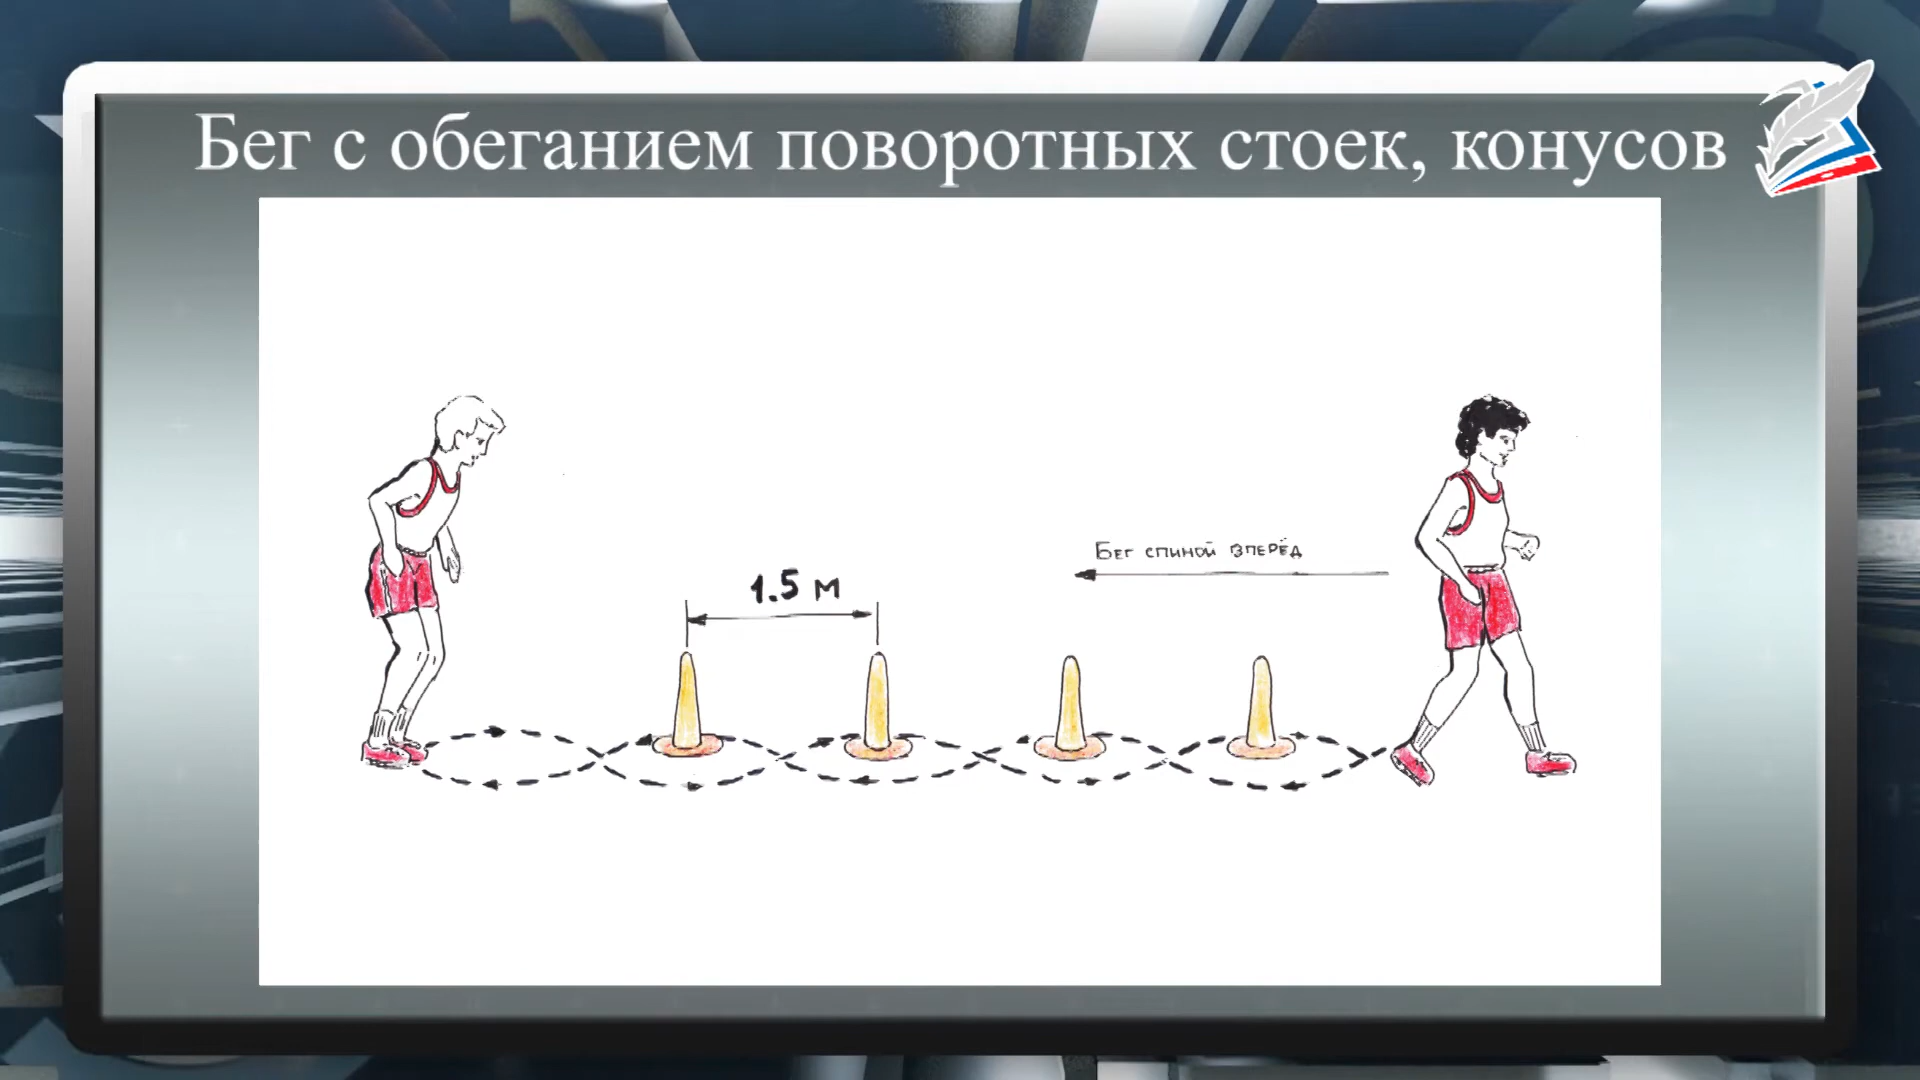 Бег с обеганием поворотных стоек, конусов
Бег спиной вперёд
1.5 м